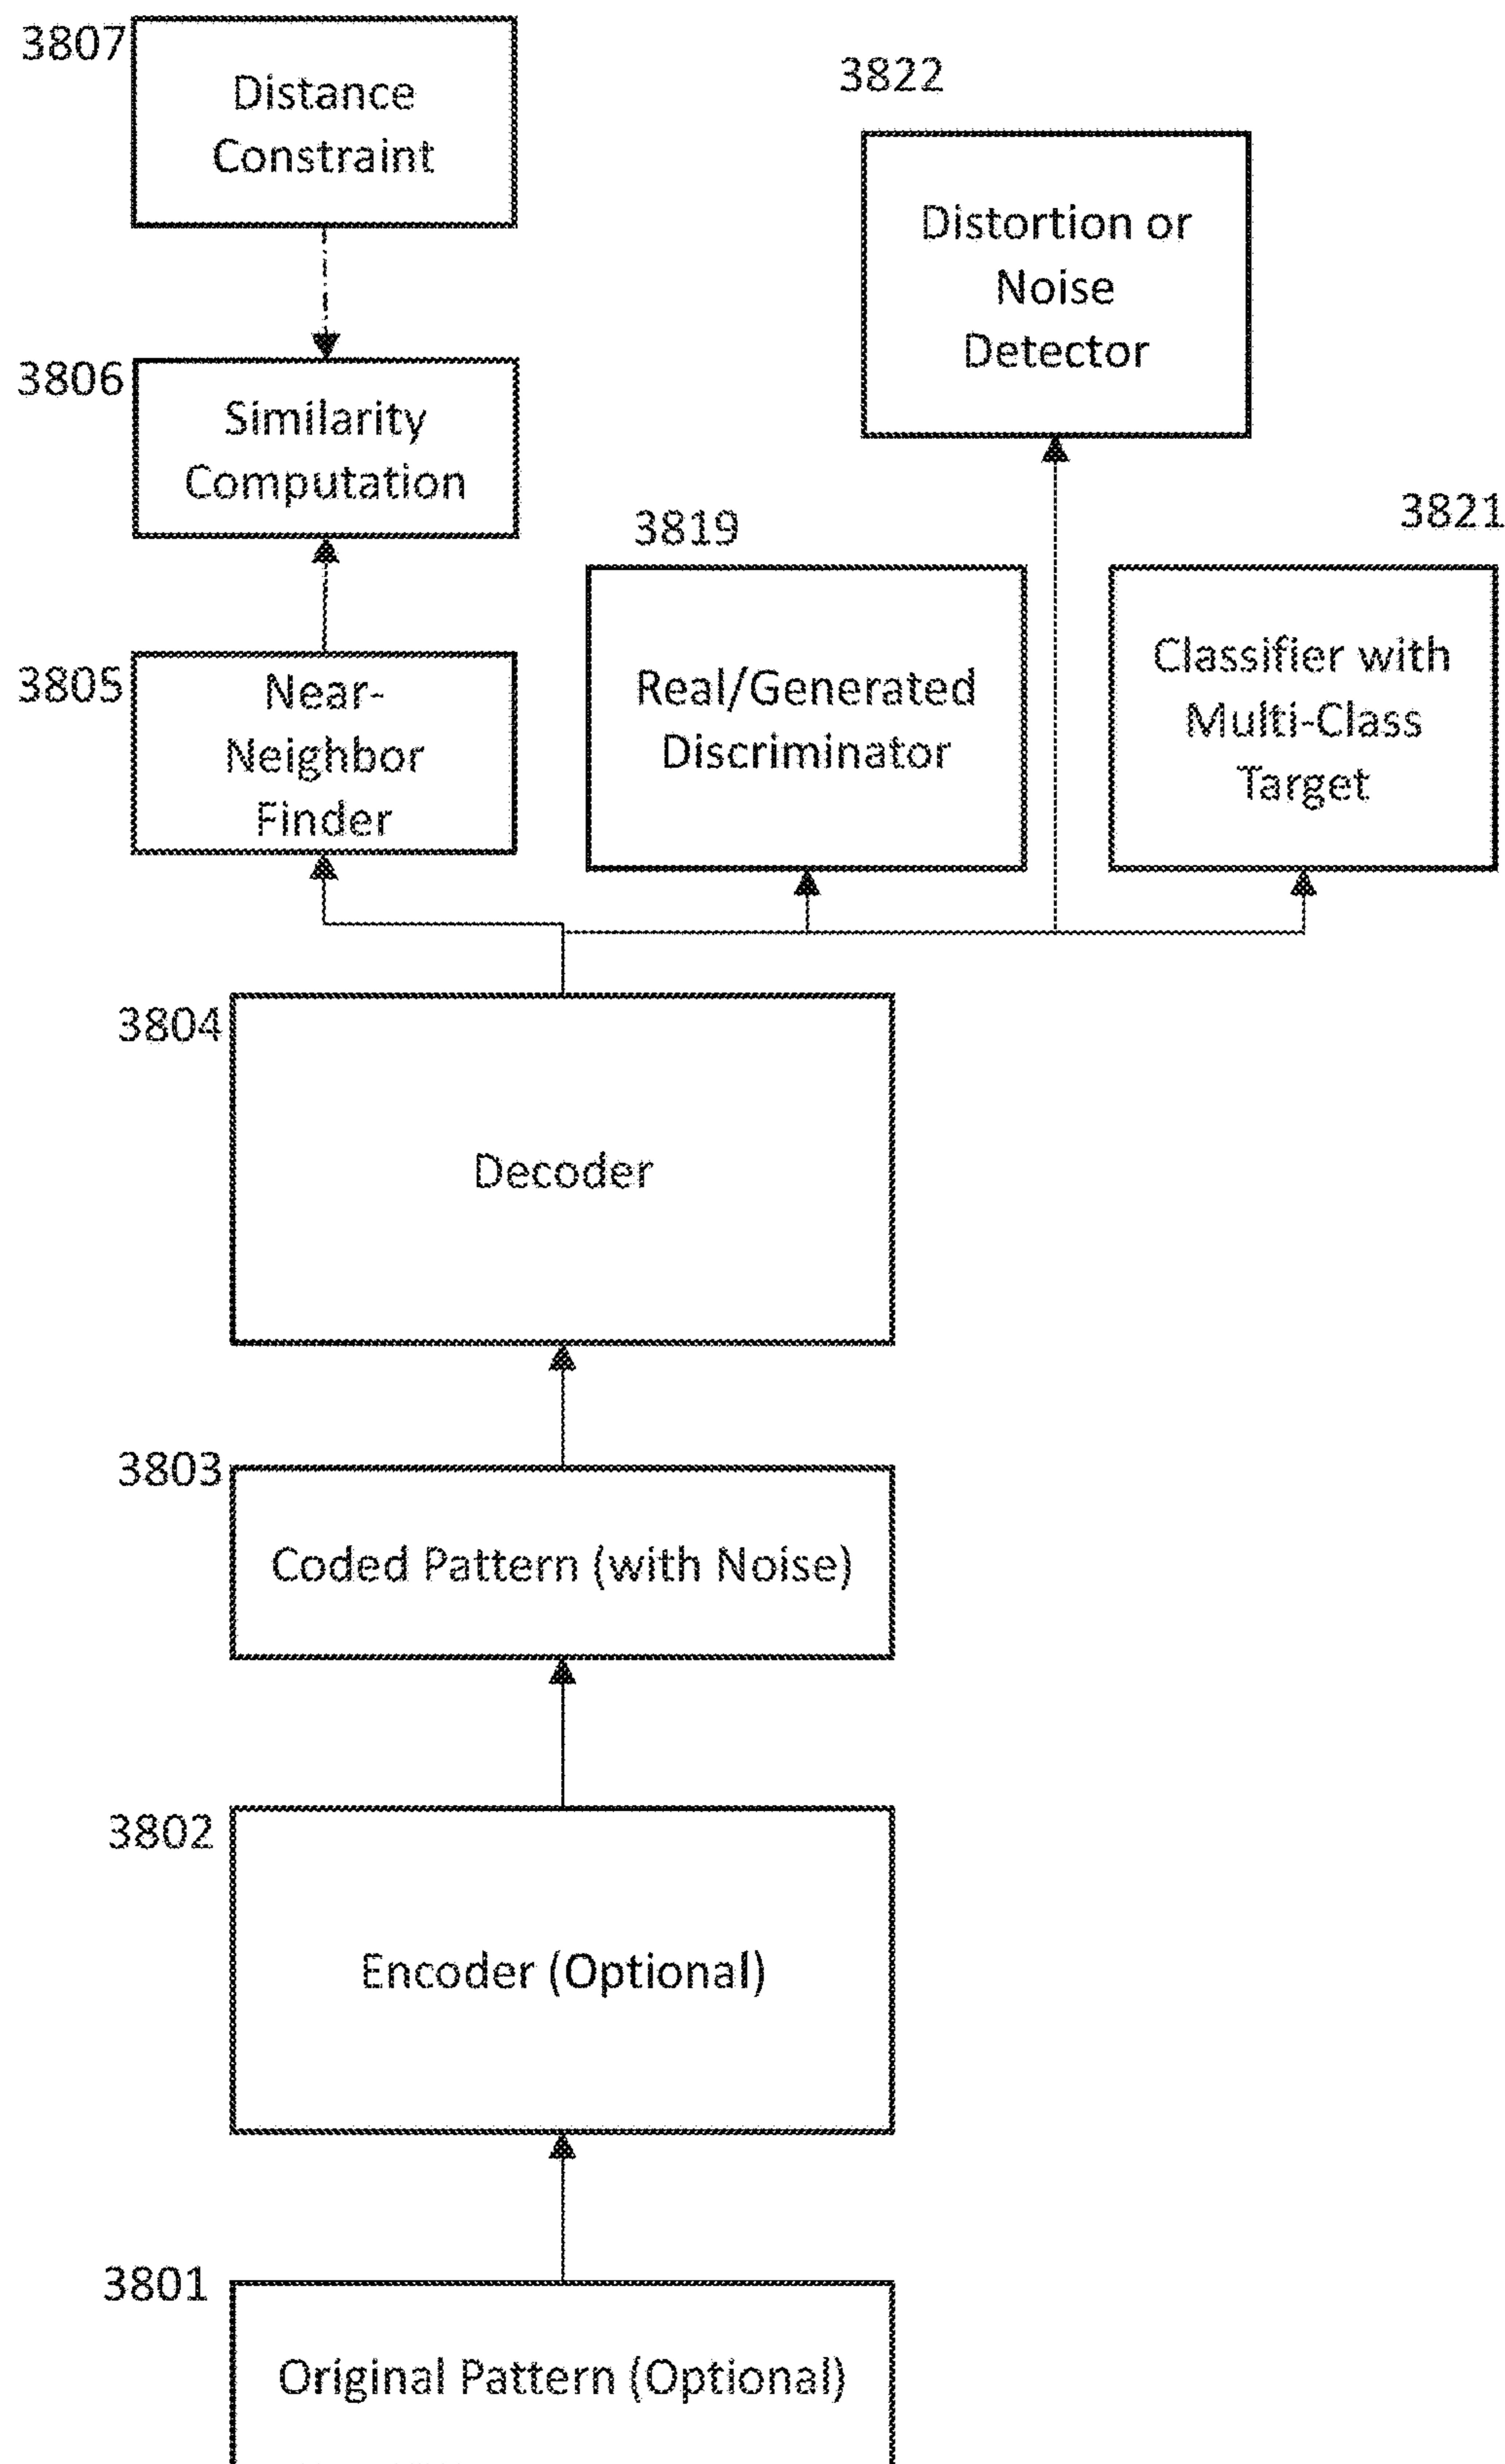 3807
Distance
Constraint
3822
Distortion or
Noise
Detector
3806
Similarity
Computation
3819
3821
3805
Near-
Neighbor
Finder
Real/Generated
Discriminator
Classifier with
Multi-Class
Target
3804
Decoder
3803
Coded Pattern (with Noise)
3802
Encoder (Optional)
3801
Original Pattern (Optional)